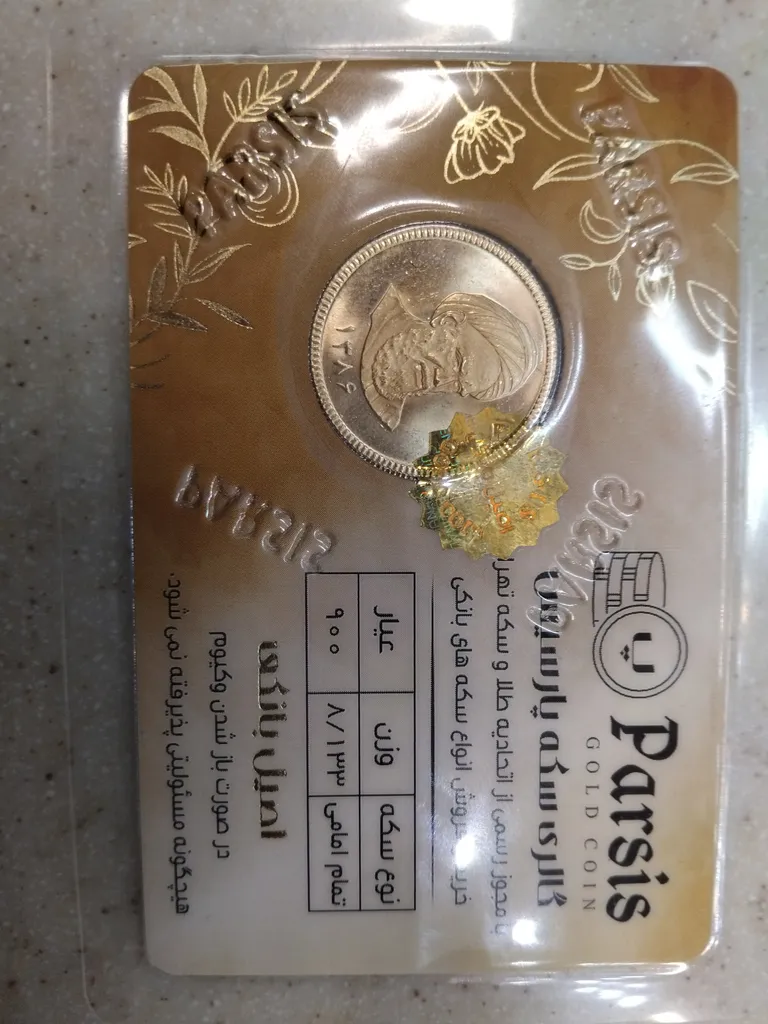 PARSIS
PARSIS
۱۳۸۶
پارسیس
پارسیس
پ
Parsis
GOLD COIN
گالری سکه پارسیس
با مجوز رسمی از اتحادیه طلا و سکه
خرید و فروش انواع سکه های بانکی
نوع سکه وزن عیار
تمام امامی ۸/۱۳۳ ۹۰۰
اصیل بانکی
در صورت باز شدن وکیوم
هیچگونه مسئولیتی پذیرفته نمی شود.